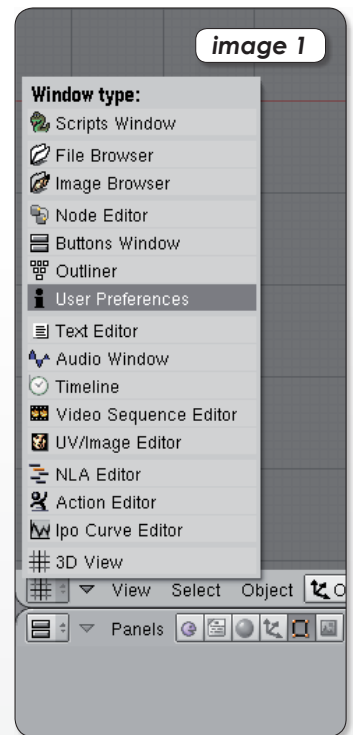 image 1
Window type:
Scripts Window
File Browser
Image Browser
Node Editor
Buttons Window
Outliner
User Preferences
Text Editor
Audio Window
Timeline
Video Sequence Editor
UV/Image Editor
NLA Editor
Action Editor
Ipo Curve Editor
3D View
View Select Object O
Panels